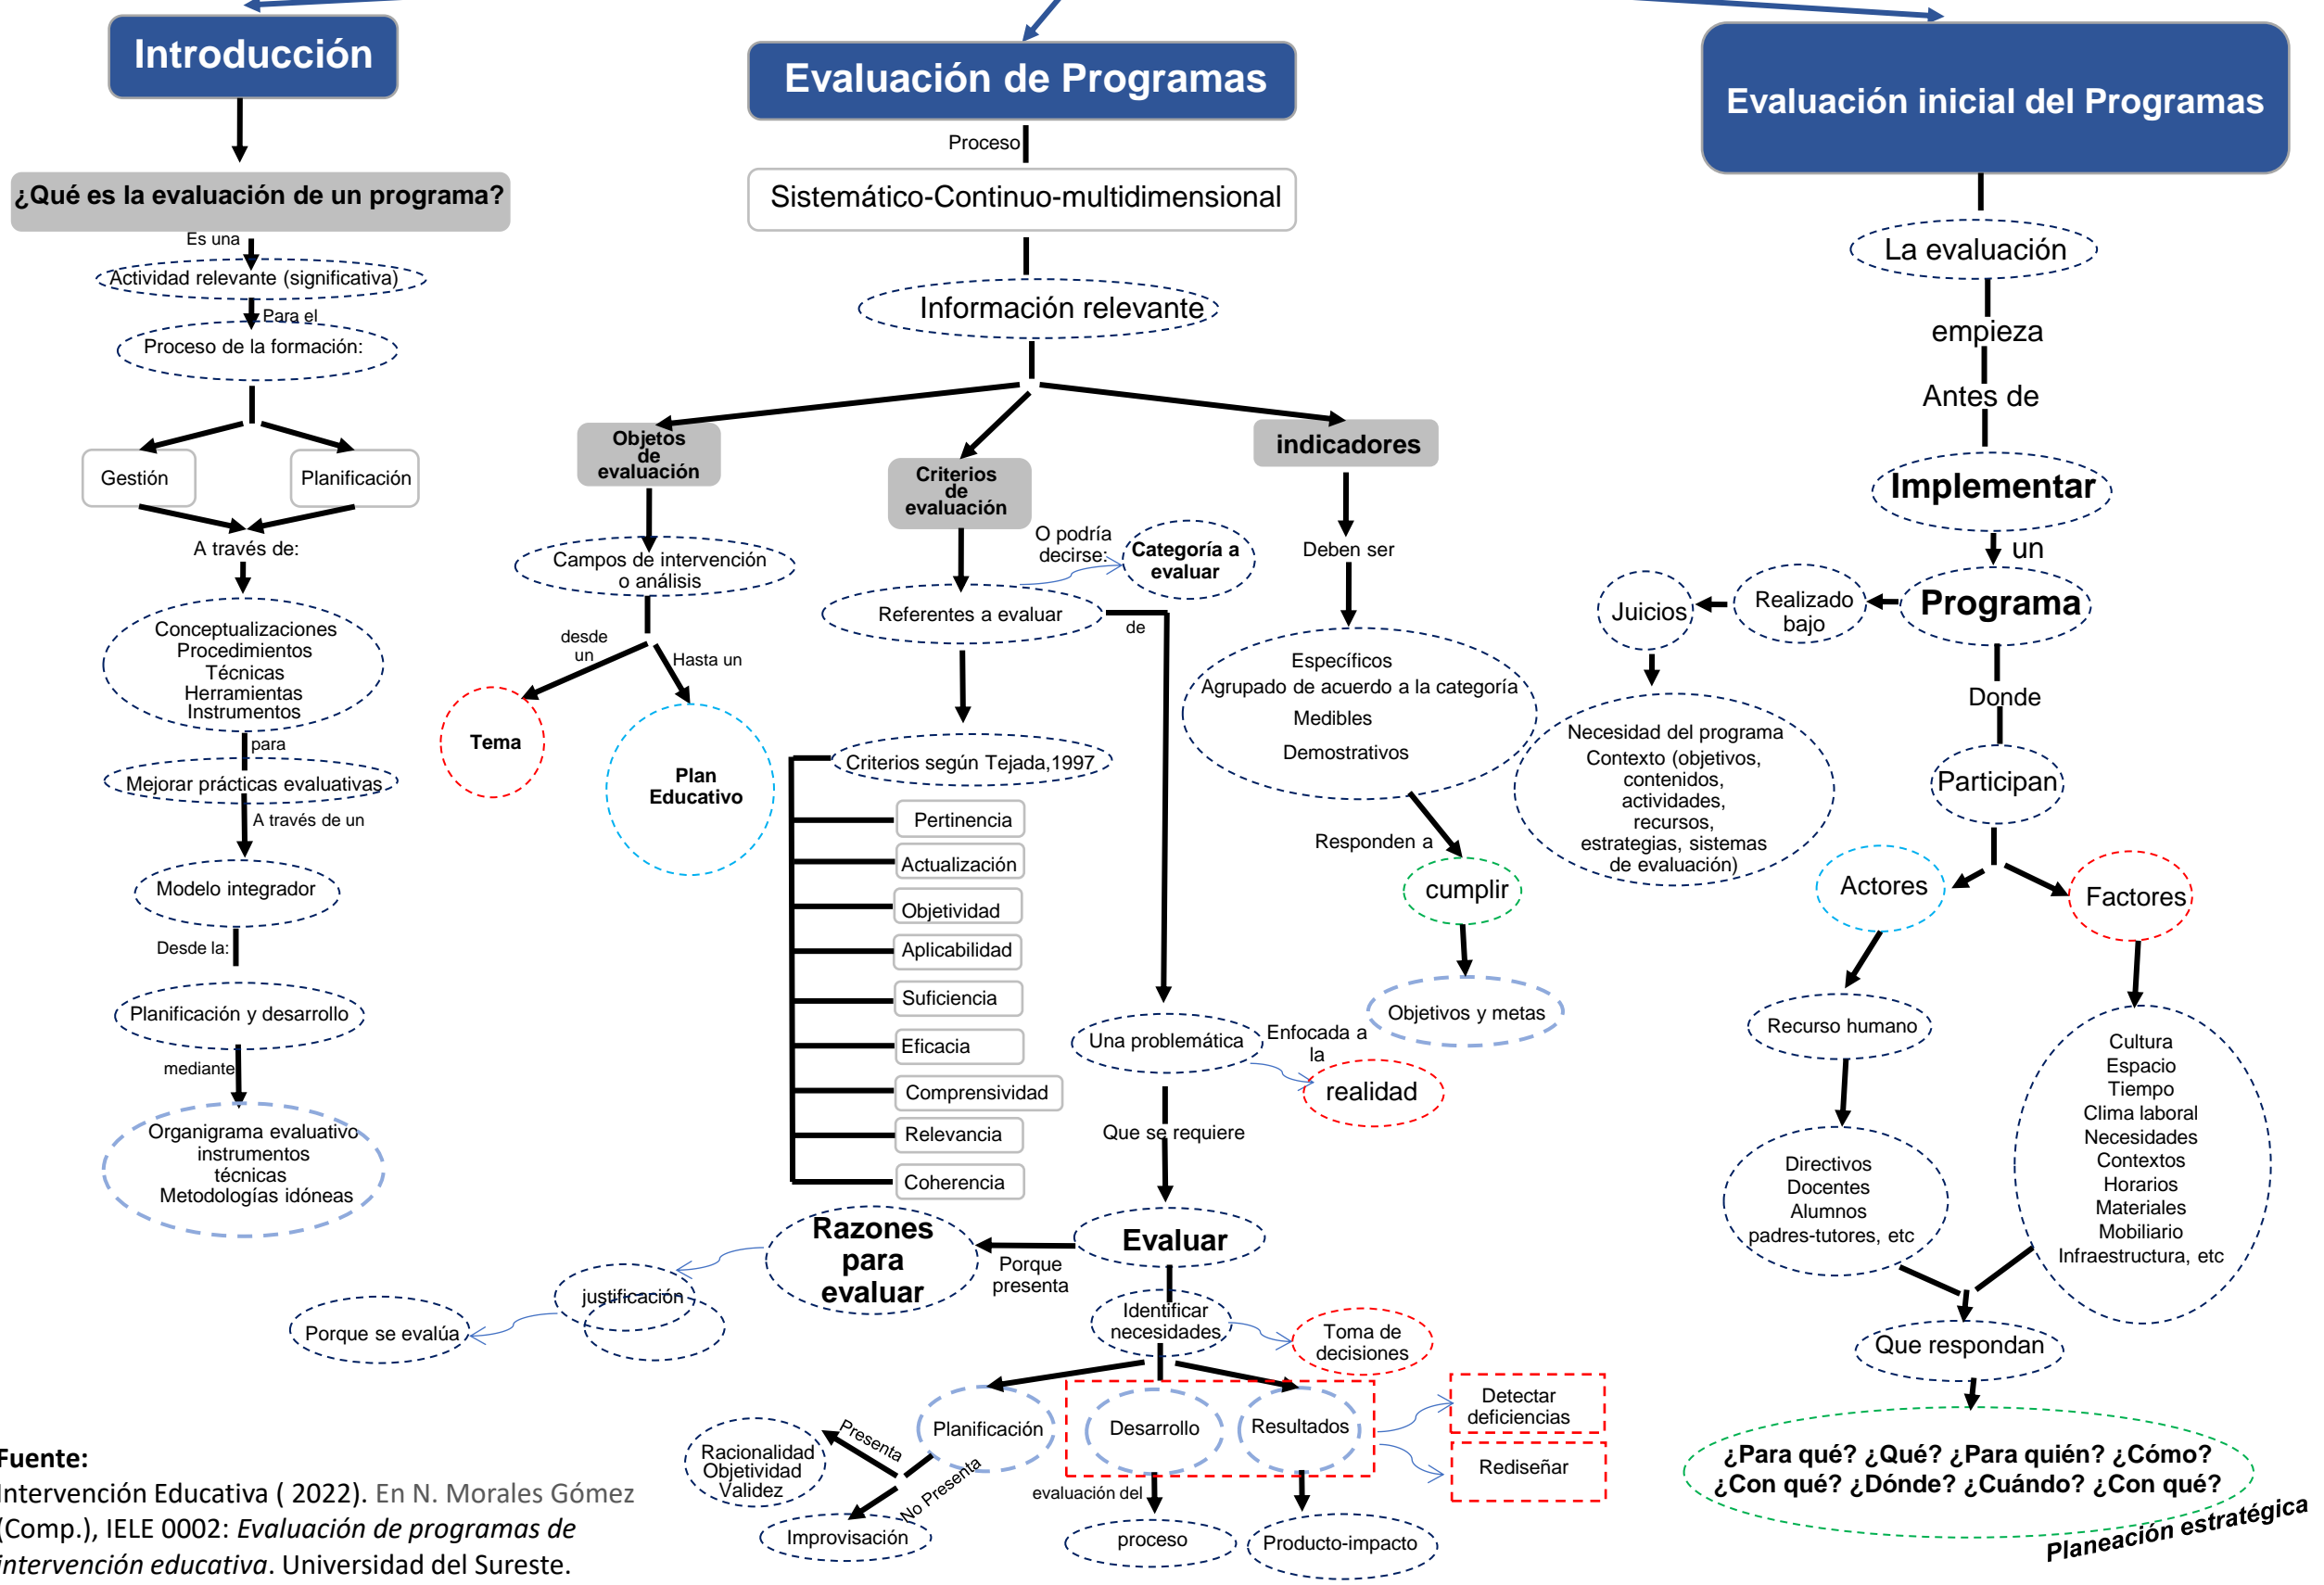 Introducción
¿Qué es la evaluación de un programa?
Es una
Actividad relevante (significativa)
Para el
Proceso de la formación:
Gestión
Planificación
A través de:
Conceptualizaciones
Procedimientos
Técnicas
Herramientas
Instrumentos
para
Mejorar prácticas evaluativas
A través de un
Modelo integrador
Desde la:
Planificación y desarrollo
mediante
Organigrama evaluativo
instrumentos
técnicas
Metodologías idóneas
Evaluación de Programas
Proceso
Sistemático-Continuo-multidimensional
Información relevante
Objetos
de
evaluación
Campos de intervención
o análisis
desde
un
Hasta un
Tema
Plan
Educativo
Criterios
de
evaluación
O podría
decirse:
Categoría a
evaluar
Referentes a evaluar
de
Criterios según Tejada,1997
Pertinencia
Actualización
Objetividad
Aplicabilidad
Suficiencia
Eficacia
Comprensividad
Relevancia
Coherencia
indicadores
Deben ser
Específicos
Agrupado de acuerdo a la categoría
Medibles
Demostrativos
Responden a
cumplir
Objetivos y metas
Una problemática
Enfocada a
la
realidad
Que se requiere
Evaluar
Porque
presenta
Razones
para
evaluar
justificación
Porque se evalúa
Identificar
necesidades
Toma de
decisiones
Planificación
Desarrollo
Resultados
Detectar
deficiencias
Rediseñar
Presenta
Racionalidad
Objetividad
Validez
No Presenta
Improvisación
evaluación del
proceso
Producto-impacto
Evaluación inicial del Programas
La evaluación
empieza
Antes de
Implementar
un
Programa
Realizado
bajo
Juicios
Necesidad del programa
Contexto (objetivos,
contenidos,
actividades,
recursos,
estrategias, sistemas
de evaluación)
Donde
Participan
Actores
Factores
Recurso humano
Directivos
Docentes
Alumnos
padres-tutores, etc
Cultura
Espacio
Tiempo
Clima laboral
Necesidades
Contextos
Horarios
Materiales
Mobiliario
Infraestructura, etc
Que respondan
¿Para qué? ¿Qué? ¿Para quién? ¿Cómo?
¿Con qué? ¿Dónde? ¿Cuándo? ¿Con qué?
Planeación estratégica
Fuente:
Intervención Educativa ( 2022). En N. Morales Gómez
(Comp.), IELE 0002: Evaluación de programas de
intervención educativa. Universidad del Sureste.